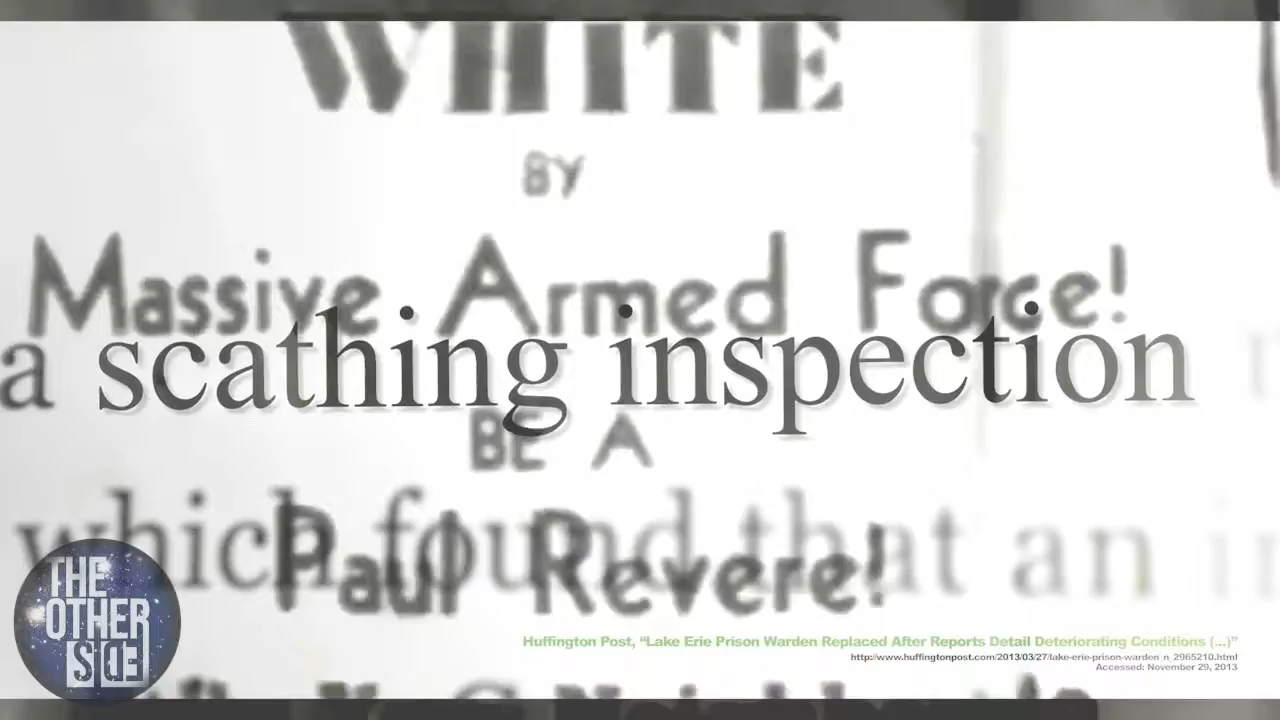 WHITE
BY
Massive Armed Force!
a scathing inspection
BE A
which found that an
Paul Revere!
THE
OTHER
SIDE
Huffington Post, “Lake Erie Prison Warden Replaced After Reports Detail Deteriorating Conditions (...)”
http://www.huffingtonpost.com/2013/03/27/lake-erie-prison-warden_n_2965210.html
Accessed: November 29, 2013